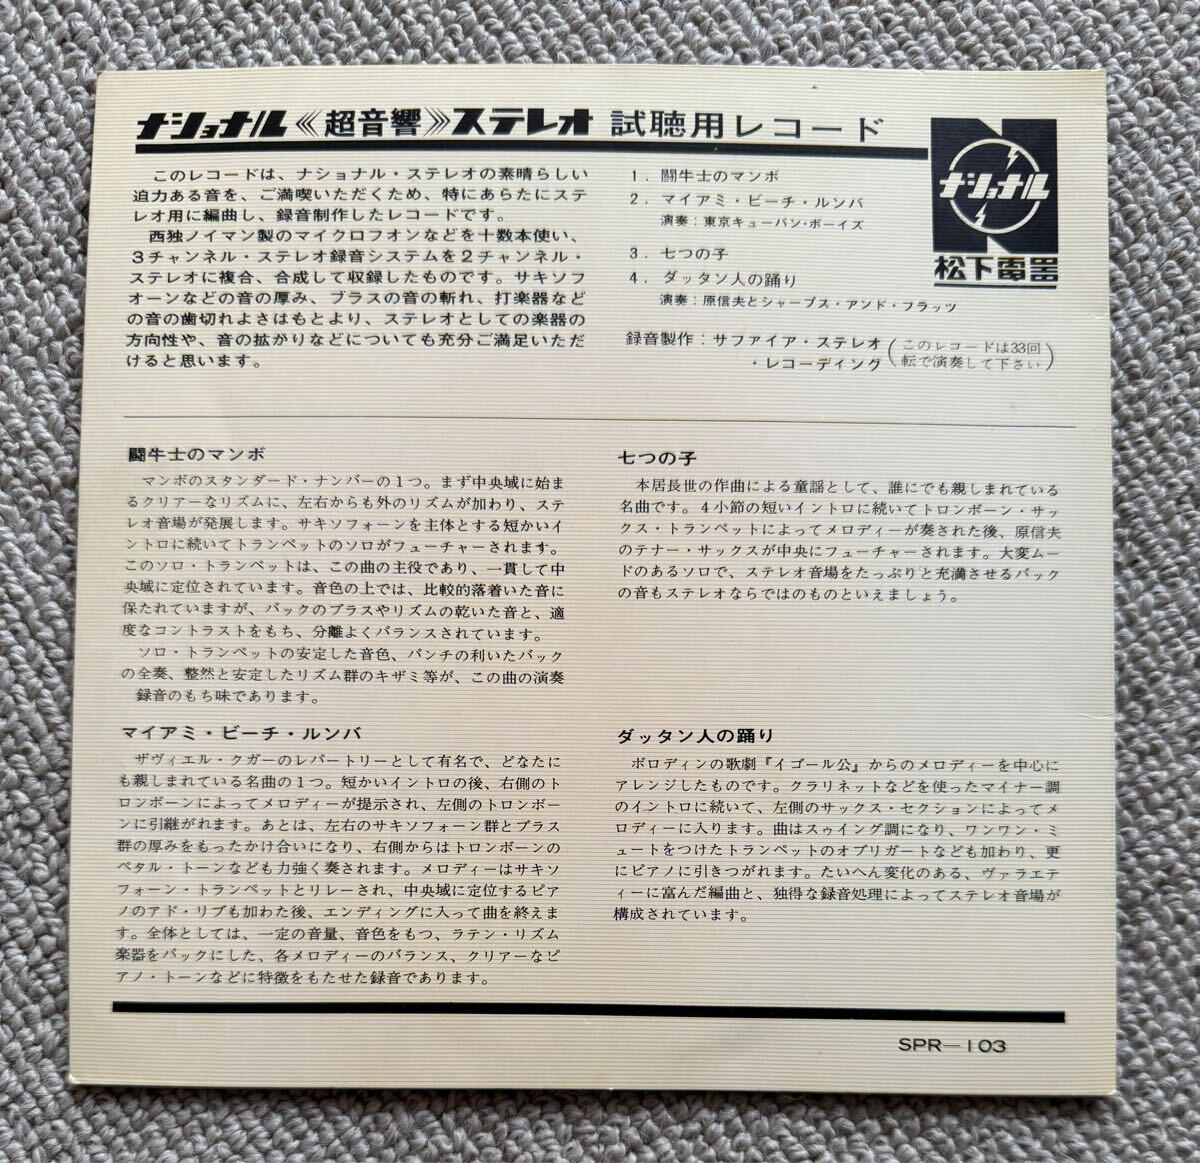 ナショナル《超音響》ステレオ 試聴用レコード
このレコードは、ナショナル・ステレオの素晴らしい
迫力ある音を、ご満喫いただくため、特にあらたにステ
レオ用に編曲し、録音制作したレコードです。
西独ノイマン製のマイクロフオンなどを十数本使い、
3チャンネル・ステレオ録音システムを2チャンネル・
ステレオに複合、合成して収録したものです。サキソフ
オーンなどの音の厚み、ブラスの音の斬れ、打楽器など
の音の歯切れよさはもとより、ステレオとしての楽器の
方向性や、音の拡がりなどについても充分ご満足いただ
けると思います。
1. 闘牛士のマンボ
2. マイアミ・ビーチ・ルンバ
演奏:東京キューバン・ボーイズ
3. 七つの子
4. ダッタン人の踊り
演奏:原信夫とシャープス・アンド・フラッツ
録音製作:サファイア・ステレオ
・レコーディング
(このレコードは33回
転で演奏して下さい)
ナショナル
松下電器
闘牛士のマンボ
マンボのスタンダード・ナンバーの1つ。まず中央域に始ま
るクリアーなリズムに、左右からも外のリズムが加わり、ステ
レオ音場が発展します。サキソフォーンを主体とする短かいイ
ントロに続いてトランペットのソロがフューチャーされます。
このソロ・トランペットは、この曲の主役であり、一貫して中
央域に定位されています。音色の上では、比較的落着いた音に
保たれていますが、バックのブラスやリズムの乾いた音と、適
度なコントラストをもち、分離よくバランスされています。
ソロ・トランペットの安定した音色、パンチの利いたバック
の全奏、整然と安定したリズム群のキザミ等が、この曲の演奏
録音のもち味であります。
マイアミ・ビーチ・ルンバ
ザヴィエル・クガーのレパートリーとして有名で、どなたに
も親しまれている名曲の1つ。短かいイントロの後、右側のト
ロンボーンによってメロディーが提示され、左側のトロンボー
ンに引継がれます。あとは、左右のサキソフォーン群とブラス
群の厚みをもったかけ合いになり、右側からはトロンボーンの
ペタル・トーンなども力強く奏されます。メロディーはサキソ
フォーン・トランペットとリレーされ、中央域に定位するピア
ノのアド・リブも加わた後、エンディングに入って曲を終えま
す。全体としては、一定の音量、音色をもつ、ラテン・リズム
楽器をバックにした、各メロディーのバランス、クリアーなピ
アノ・トーンなどに特徴をもたせた録音であります。
七つの子
本居長世の作曲による童謡として、誰にでも親しまれている
名曲です。4小節の短いイントロに続いてトロンボーン・サッ
クス・トランペットによってメロディーが奏された後、原信夫
のテナー・サックスが中央にフューチャーされます。大変ムー
ドのあるソロで、ステレオ音場をたっぷりと充満させるバック
の音もステレオならではのものといえましょう。
ダッタン人の踊り
ボロディンの歌劇『イゴール公』からのメロディーを中心に
アレンジしたものです。クラリネットなどを使ったマイナー調
のイントロに続いて、左側のサックス・セクションによってメ
ロディーに入ります。曲はスゥイング調になり、ワンワン・ミ
ュートをつけたトランペットのオブリガートなども加わり、更
にピアノに引きつがれます。たいへん変化のある、ヴァラエテ
ィーに富んだ編曲と、独得な録音処理によってステレオ音場が
構成されています。
SPR-103